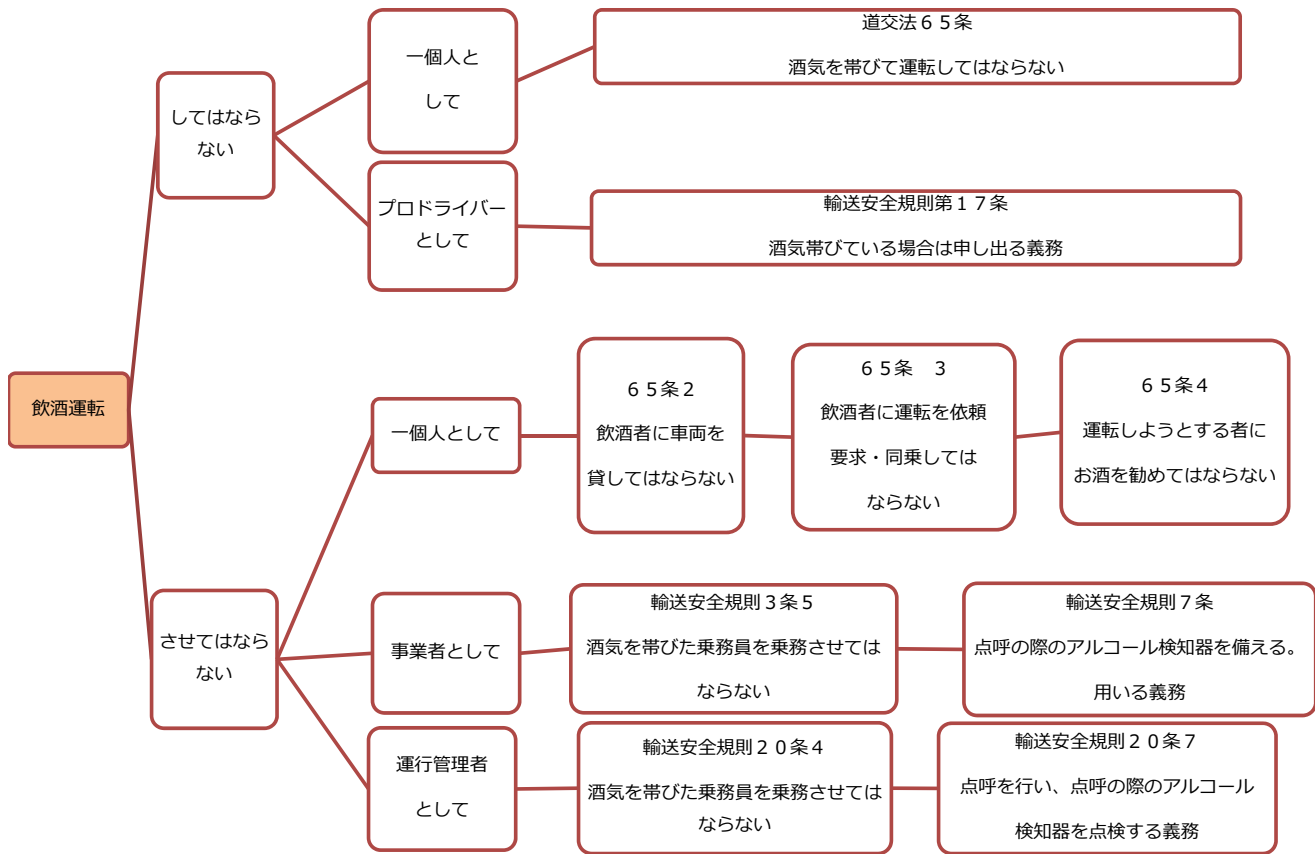 飲酒運転
してはなら
ない
一個人と
して
道交法６５条
酒気を帯びて運転してはならない
プロドライバー
として
輸送安全規則第１７条
酒気帯びている場合は申し出る義務
させてはなら
ない
一個人として
６５条２
飲酒者に車両を
貸してはならない
６５条　３
飲酒者に運転を依頼
要求・同乗しては
ならない
６５条４
運転しようとする者に
お酒を勧めてはならない
事業者として
輸送安全規則３条５
酒気を帯びた乗務員を乗務させては
ならない
輸送安全規則７条
点呼の際のアルコール検知器を備える。
用いる義務
運行管理者
として
輸送安全規則２０条４
酒気を帯びた乗務員を乗務させては
ならない
輸送安全規則２０条７
点呼を行い、点呼の際のアルコール
検知器を点検する義務